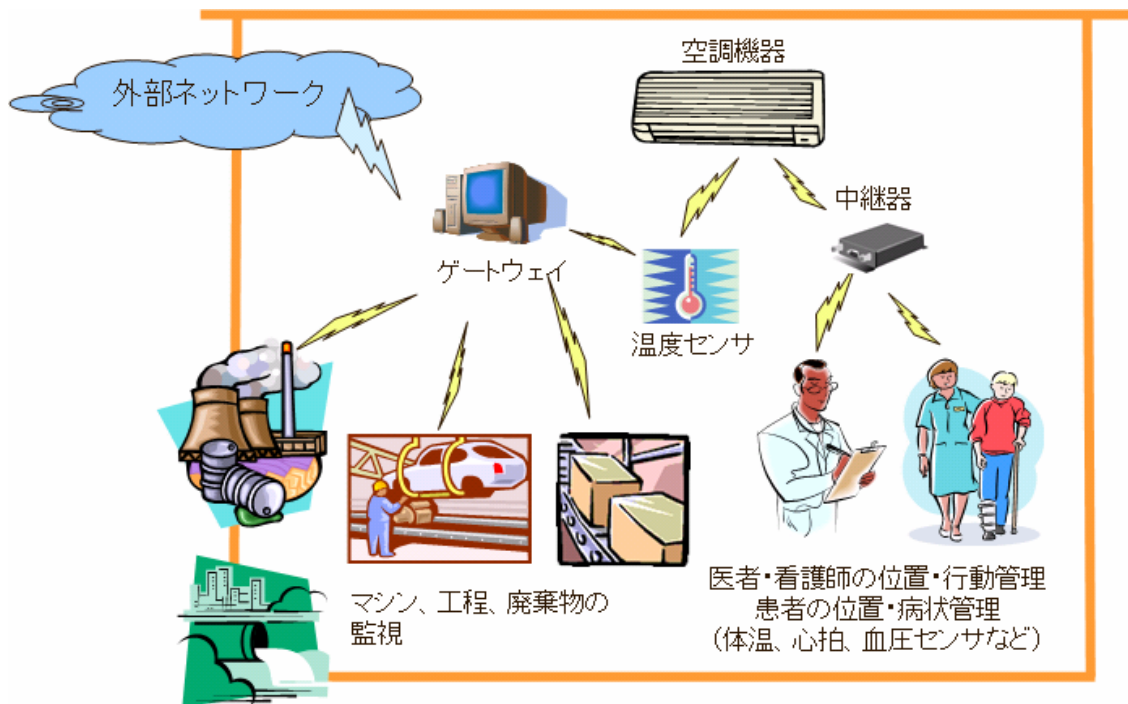 空調機器
外部ネットワーク
中継器
ゲートウェイ
温度センサ
マシン、工程、廃棄物の
監視
医者・看護師の位置・行動管理
患者の位置・病状管理
(体温、心拍、血圧センサなど)